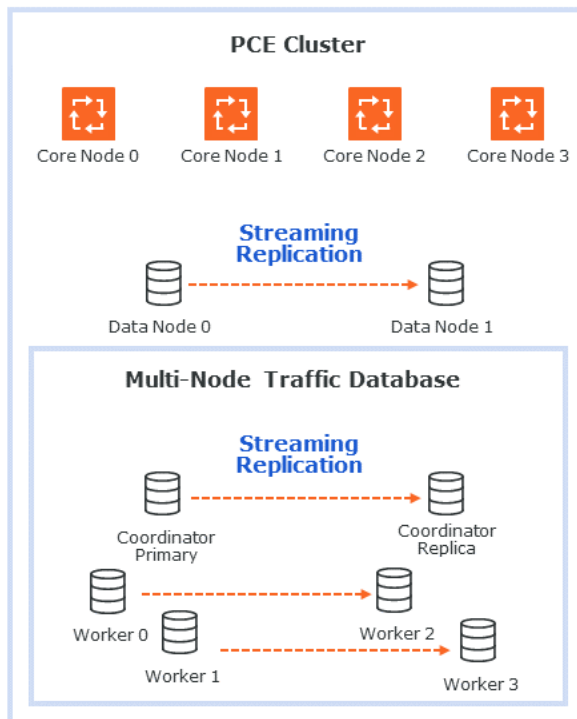 PCE Cluster
Core Node 0
Core Node 1
Core Node 2
Core Node 3
Streaming
Replication
Data Node 0
Data Node 1
Multi-Node Traffic Database
Streaming
Replication
Coordinator
Primary
Coordinator
Replica
Worker 0
Worker 2
Worker 1
Worker 3